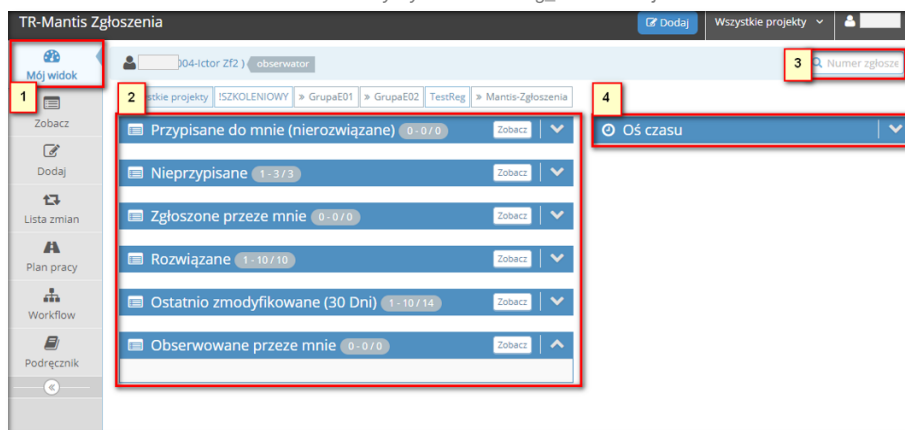 TR-Mantis Zgłoszenia
Dodaj
Wszystkie projekty
Mój widok
004-Ictor Zf2 )
obserwator
3
Numer zgłosze
1
2
projekty
!SZKOLENIOWY
» GrupaE01
» GrupaE02
TestReg
» Mantis-Zgłoszenia
4
Zobacz
Przypisane do mnie (nierozwiązane) 0 - 0 / 0 Zobacz
Oś czasu
Dodaj
Nieprzypisane 1 - 3 / 3 Zobacz
Lista zmian
Zgłoszone przeze mnie 0 - 0 / 0 Zobacz
Plan pracy
Rozwiązane 1 - 10 / 10 Zobacz
Workflow
Ostatnio zmodyfikowane (30 Dni) 1 - 10 / 14 Zobacz
Podręcznik
Obserwowane przeze mnie 0 - 0 / 0 Zobacz